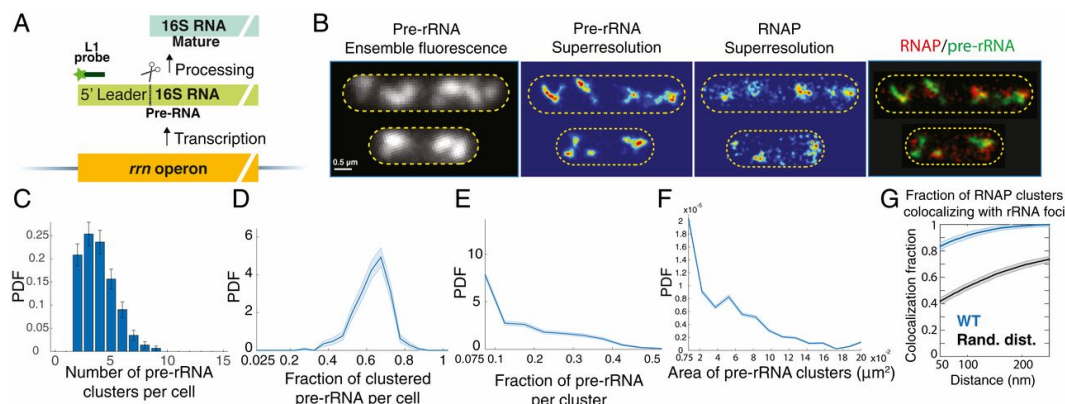 A
16S RNA
Mature
L1
probe
Processing
5' Leader
16S RNA
Pre-RNA
Transcription
rrn operon
B
Pre-rRNA
Ensemble fluorescence
Pre-rRNA
Superresolution
RNAP
Superresolution
RNAP/pre-rRNA
0.5 µm
C
PDF
0.25
0.2
0.15
0.1
0.05
0
0 5 10 15
Number of pre-rRNA
clusters per cell
D
PDF
6
4
2
0
0.025 0.2 0.4 0.6 0.8 1
Fraction of clustered
pre-rRNA per cell
E
PDF
10
5
0
0.075 0.1 0.2 0.3 0.4 0.5
Fraction of pre-rRNA
per cluster
F
x10⁻⁵
PDF
2
1.8
1.6
1.4
1.2
1
0.8
0.6
0.4
0.2
0
0.75 2 4 6 8 10 12 14 16 18 20
x10⁻²
Area of pre-rRNA clusters (µm²)
G
Fraction of RNAP clusters
colocalizing with rRNA foci
Colocalization fraction
1
0.8
0.6
0.4
0.2
0
WT
Rand. dist.
50 100 200
Distance (nm)